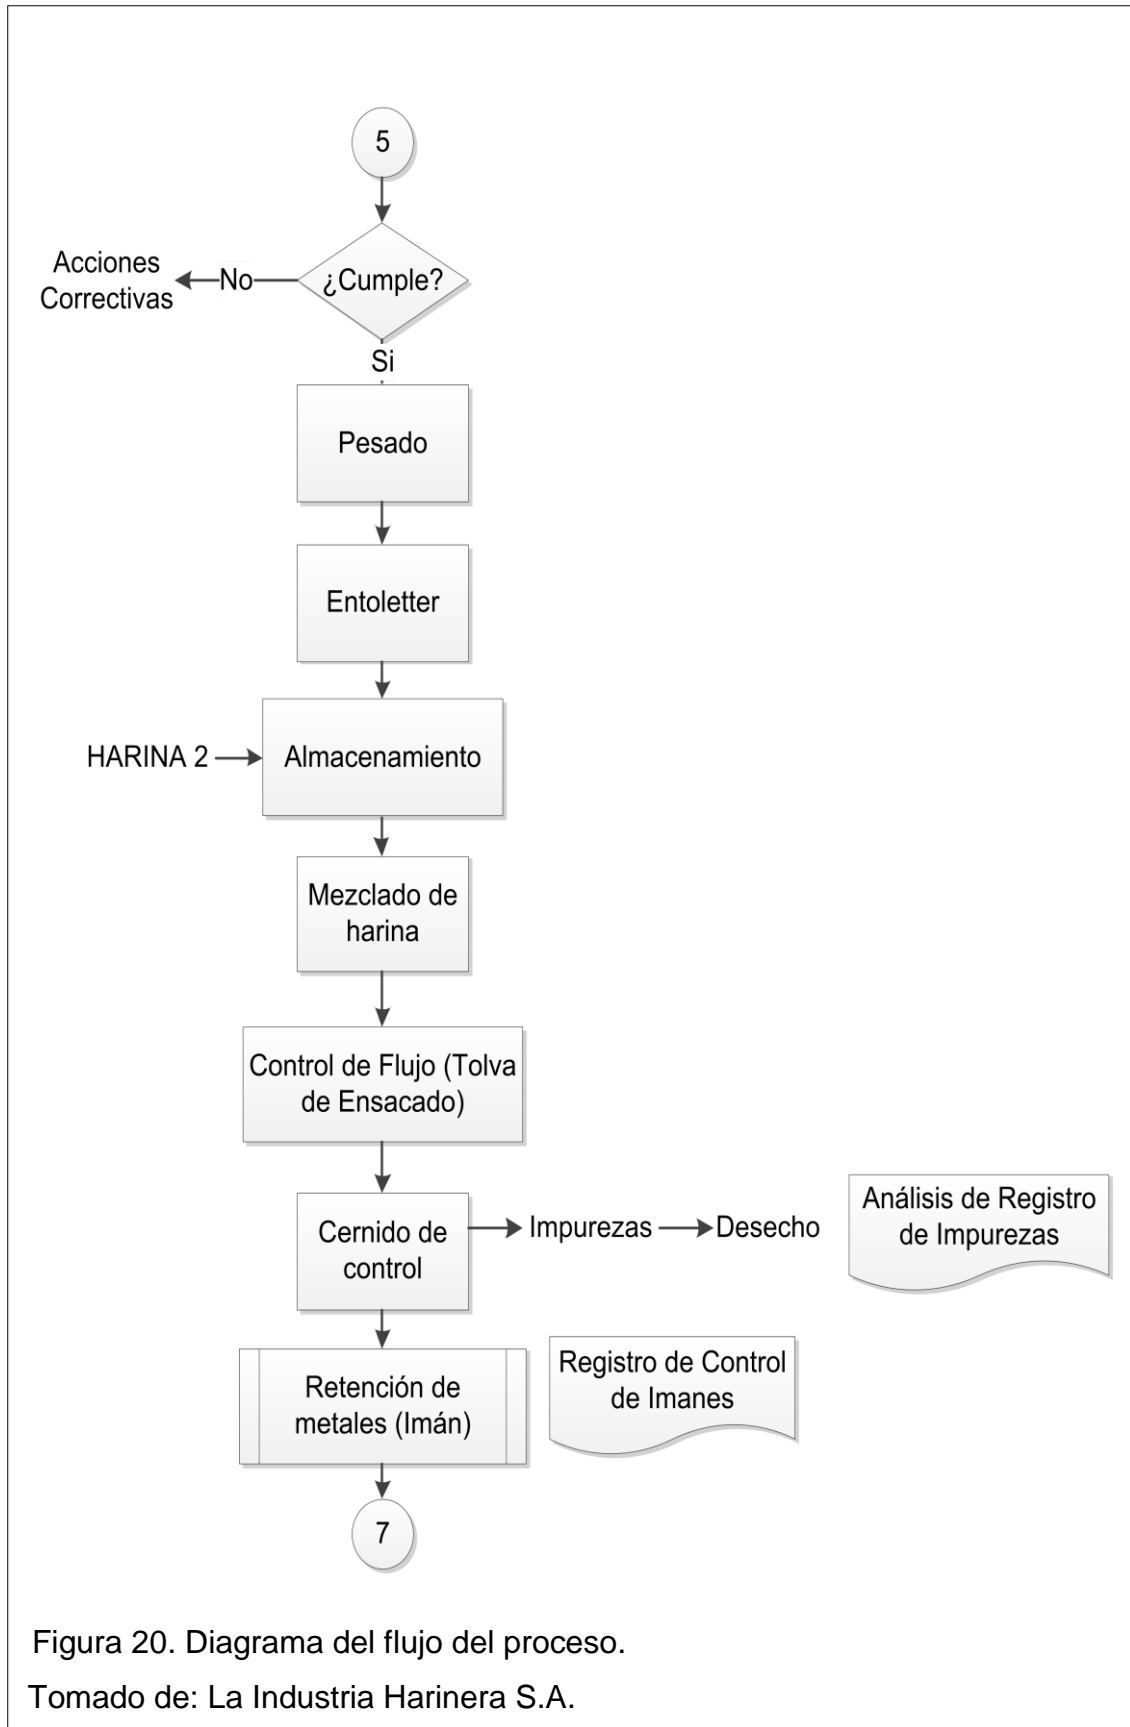 5
¿Cumple?
No
Acciones
Correctivas
Si
Pesado
Entoletter
HARINA 2
Almacenamiento
Mezclado de
harina
Control de Flujo (Tolva
de Ensacado)
Cernido de
control
Impurezas
Desecho
Análisis de Registro
de Impurezas
Retención de
metales (Imán)
Registro de Control
de Imanes
7
Figura 20. Diagrama del flujo del proceso.
Tomado de: La Industria Harinera S.A.